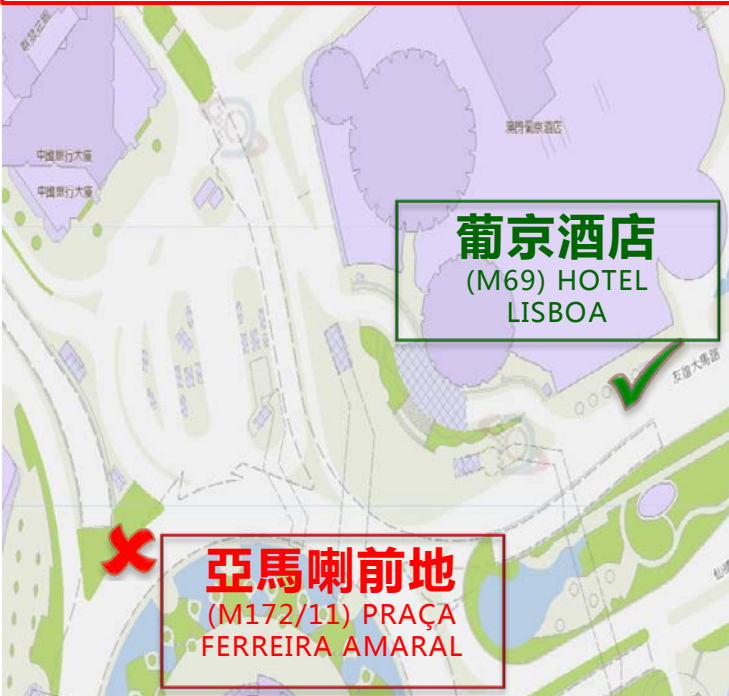 中國旅行大廈
中國旅行大廈
澳門葡京酒店
葡京酒店
(M69) HOTEL
LISBOA
友誼大馬路
亞馬喇前地
(M172/11) PRAÇA
FERREIRA AMARAL